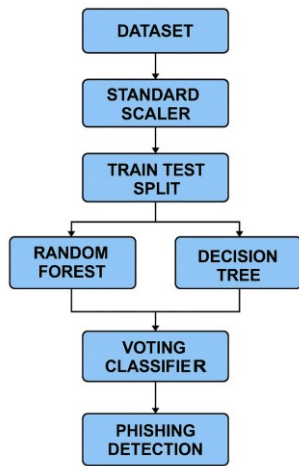 DATASET
STANDARD
SCALER
TRAIN TEST
SPLIT
RANDOM
FOREST
DECISION
TREE
VOTING
CLASSIFIER
PHISHING
DETECTION